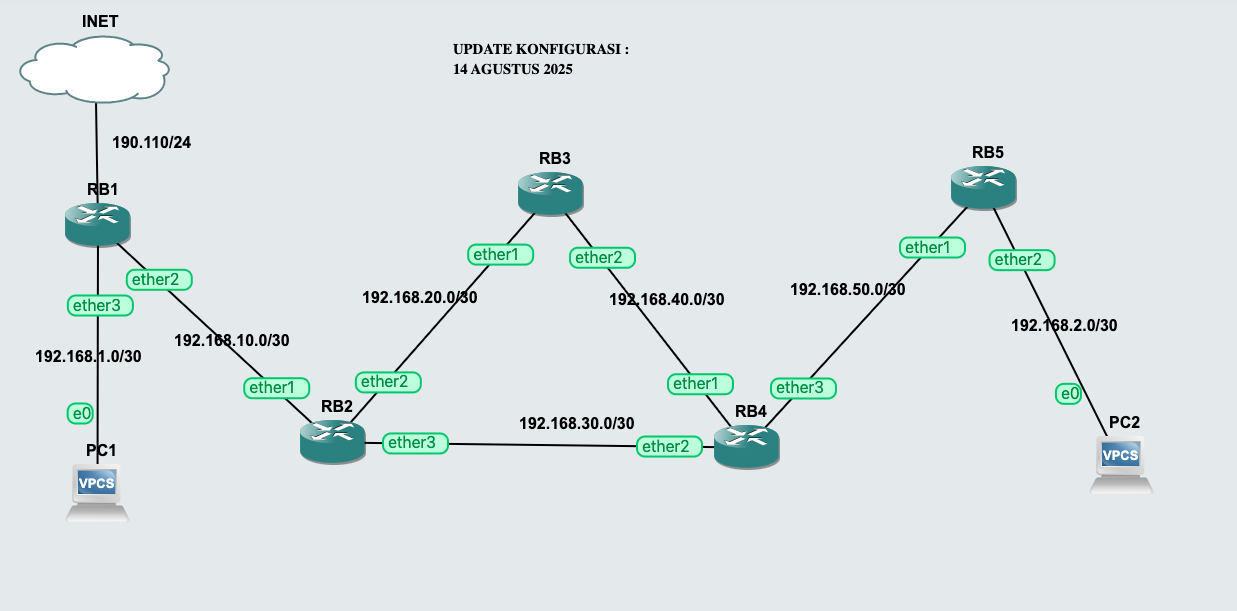 INET
UPDATE KONFIGURASI :
14 AGUSTUS 2025
190.110/24
RB1
RB3
RB5
ether2
ether3
ether1
ether2
ether1
ether2
192.168.1.0/30
192.168.10.0/30
192.168.20.0/30
192.168.40.0/30
192.168.50.0/30
192.168.2.0/30
e0
ether1
ether2
ether1
ether3
e0
RB2
ether3
192.168.30.0/30
ether2
RB4
PC1
VPCS
PC2
VPCS